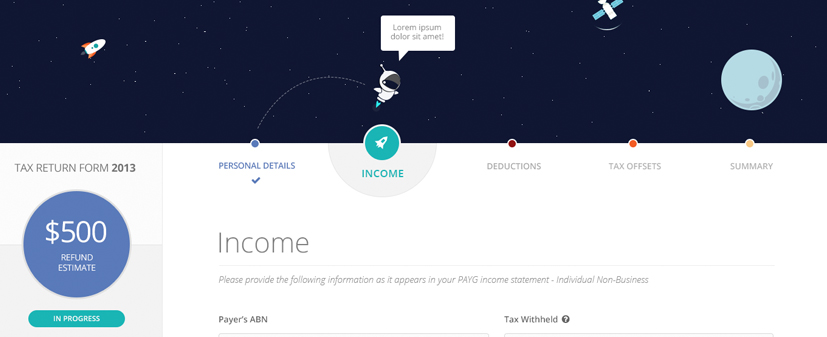 Lorem Ipsum
dolor sit amet!
TAX RETURN FORM 2013
PERSONAL DETAILS
INCOME
DEDUCTIONS
TAX OFFSETS
SUMMARY
$500
REFUND
ESTIMATE
IN PROGRESS
Income
Please provide the following information as it appears in your PAYG income statement - Individual Non-Business
Payer's ABN
Tax Withheld ?